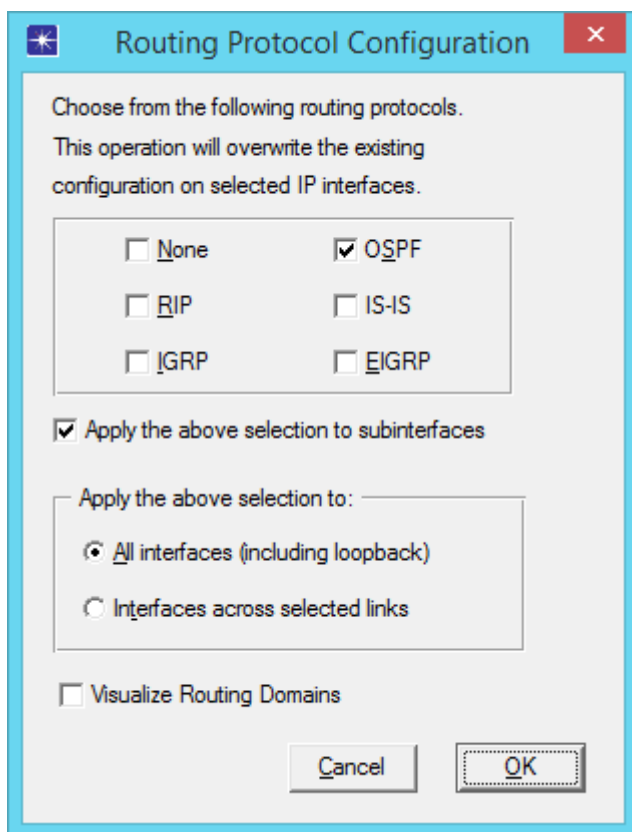 Routing Protocol Configuration
Choose from the following routing protocols.
This operation will overwrite the existing
configuration on selected IP interfaces.
None
OSPF
RIP
IS-IS
IGRP
EIGRP
Apply the above selection to subinterfaces
Apply the above selection to:
All interfaces (including loopback)
Interfaces across selected links
Visualize Routing Domains
Cancel
OK